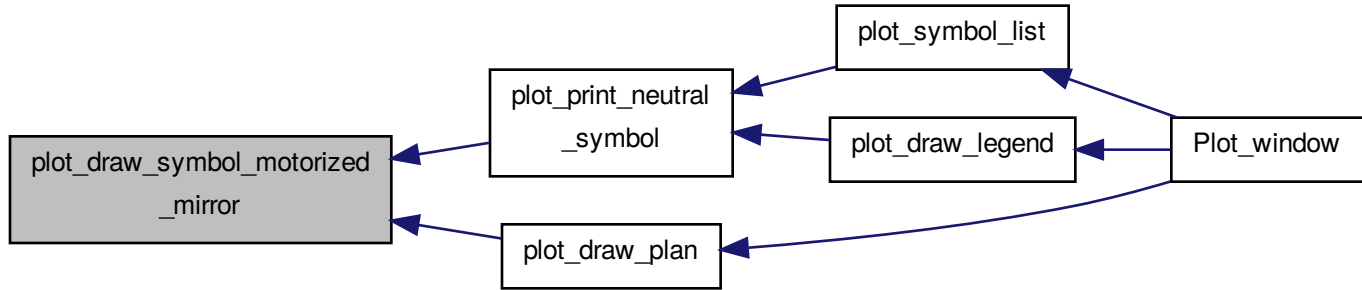 plot_draw_symbol_motorized
_mirror
plot_print_neutral
_symbol
plot_draw_plan
plot_symbol_list
plot_draw_legend
Plot_window